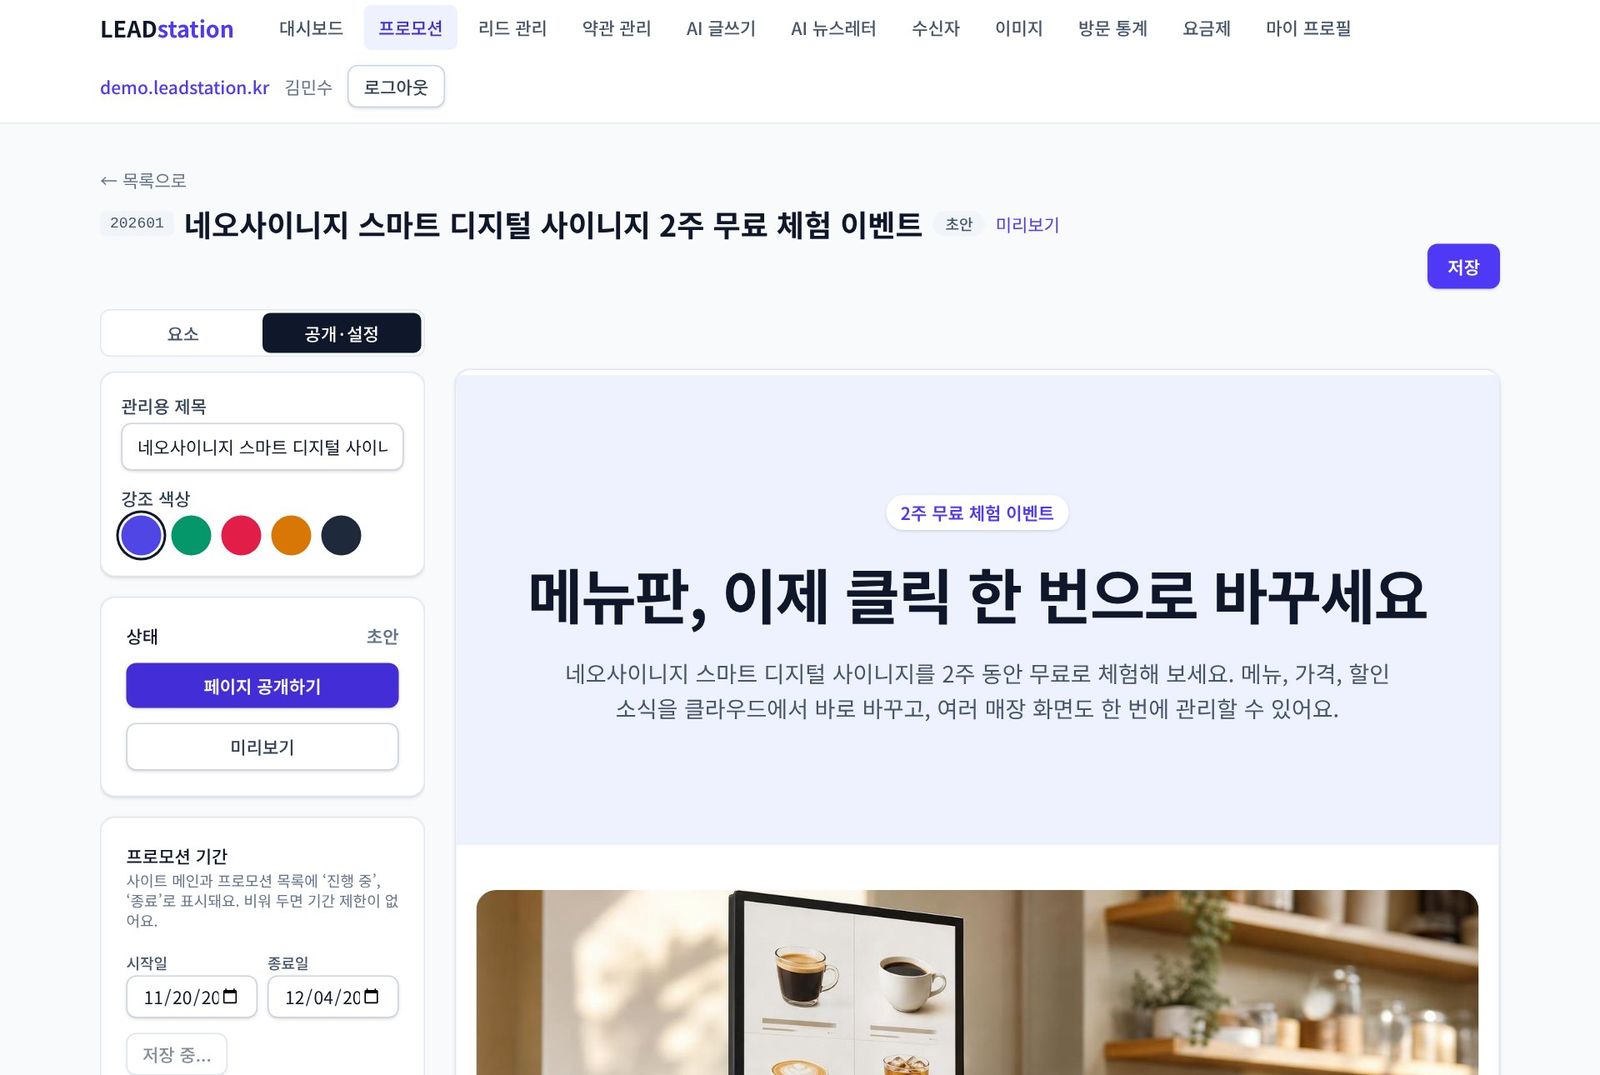 LEADstation
대시보드
프로모션
리드 관리
약관 관리
AI 글쓰기
AI 뉴스레터
수신자
이미지
방문 통계
요금제
마이 프로필
demo.leadstation.kr
김민수
로그아웃
← 목록으로
202601
네오사이니지 스마트 디지털 사이니지 2주 무료 체험 이벤트
초안
미리보기
저장
요소
공개·설정
관리용 제목
네오사이니지 스마트 디지털 사이니
강조 색상
상태
초안
페이지 공개하기
미리보기
프로모션 기간
사이트 메인과 프로모션 목록에 ‘진행 중’,
‘종료’로 표시돼요. 비워 두면 기간 제한이 없
어요.
시작일
종료일
11/20/20
12/04/20
저장 중...
2주 무료 체험 이벤트
메뉴판, 이제 클릭 한 번으로 바꾸세요
네오사이니지 스마트 디지털 사이니지를 2주 동안 무료로 체험해 보세요. 메뉴, 가격, 할인
소식을 클라우드에서 바로 바꾸고, 여러 매장 화면도 한 번에 관리할 수 있어요.